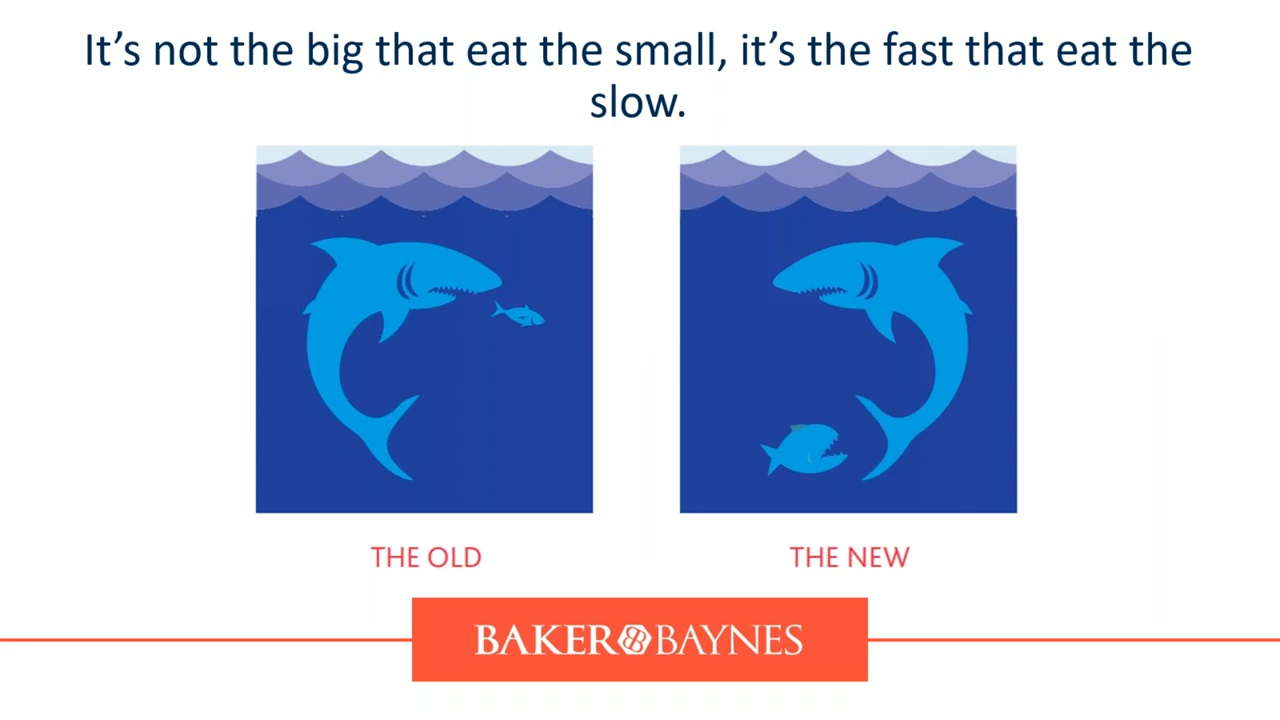 It’s not the big that eat the small, it’s the fast that eat the
slow.
THE OLD
THE NEW
BAKER BAYNES